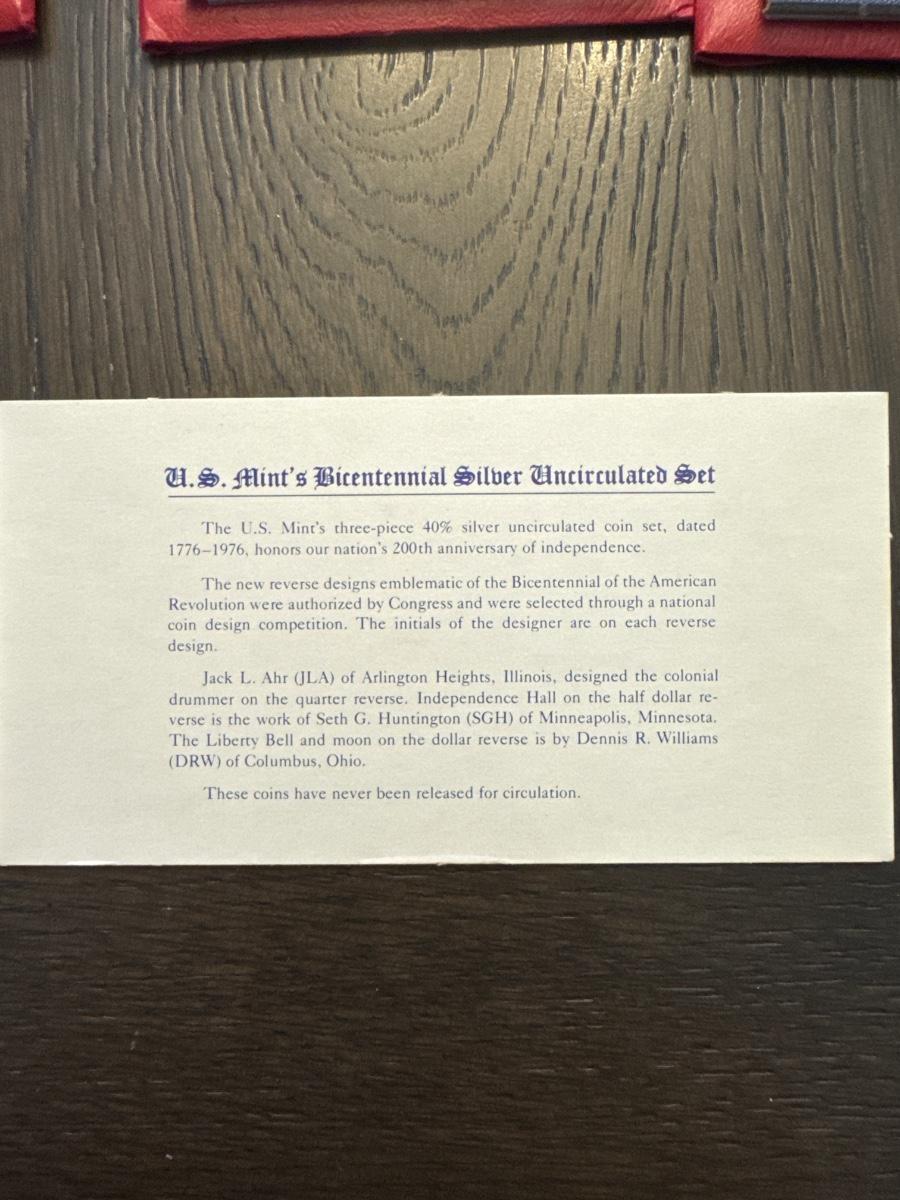 U.S. Mint's Bicentennial Silver Uncirculated Set
The U.S. Mint's three-piece 40% silver uncirculated coin set, dated
1776–1976, honors our nation's 200th anniversary of independence.
The new reverse designs emblematic of the Bicentennial of the American
Revolution were authorized by Congress and were selected through a national
coin design competition. The initials of the designer are on each reverse
design.
Jack L. Ahr (JLA) of Arlington Heights, Illinois, designed the colonial
drummer on the quarter reverse. Independence Hall on the half dollar re-
verse is the work of Seth G. Huntington (SGH) of Minneapolis, Minnesota.
The Liberty Bell and moon on the dollar reverse is by Dennis R. Williams
(DRW) of Columbus, Ohio.
These coins have never been released for circulation.